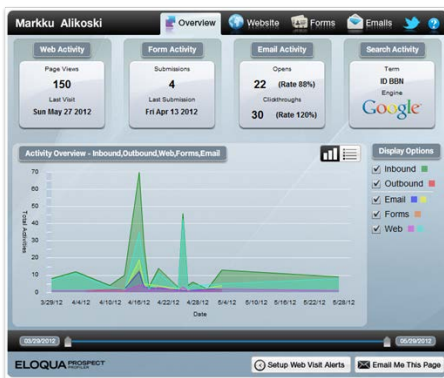 Markku Alikoski
Overview Website Forms Emails
Web Activity
Page Views
150
Last Visit
Sun May 27 2012
Form Activity
Submissions
4
Last Submission
Fri Apr 13 2012
Email Activity
Opens
22 (Rate 88%)
Clickthroughs
30 (Rate 120%)
Search Activity
Term
ID BBN
Engine
Google
Activity Overview - Inbound,Outbound,Web,Forms,Email
Display Options
Inbound
Outbound
Email
Forms
Web
Total Activities
70
60
50
40
30
20
10
0
3/29/12 4/4/12 4/10/12 4/16/12 4/22/12 4/28/12 5/4/12 5/10/12 5/16/12 5/22/12 5/28/12
Date
03/29/2012 05/29/2012
ELOQUA PROSPECT
PROFILER
Setup Web Visit Alerts
Email Me This Page